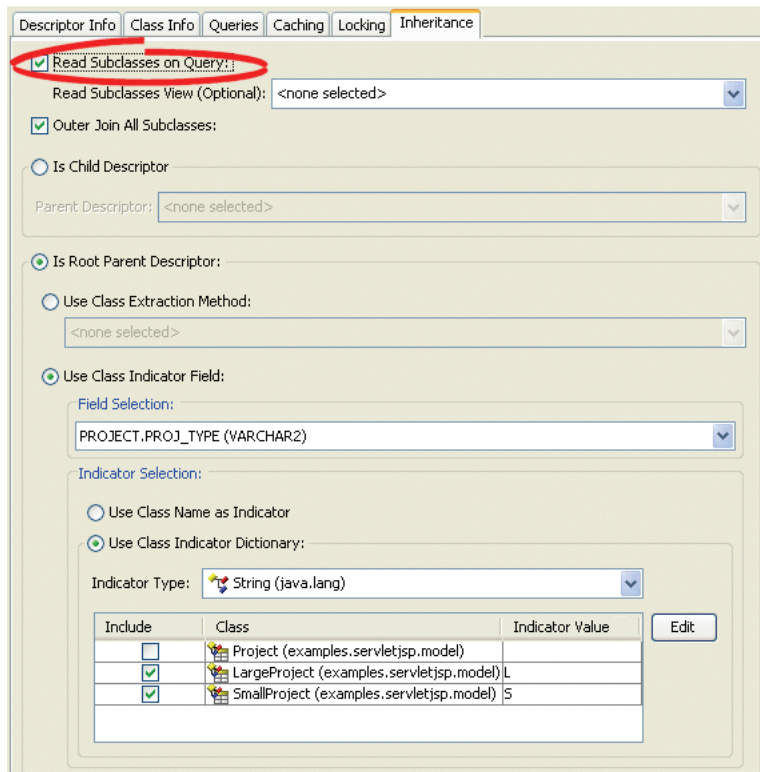 Descriptor Info Class Info Queries Caching Locking Inheritance
Read Subclasses on Query:
Read Subclasses View (Optional): <none selected>
Outer Join All Subclasses:
Is Child Descriptor
Parent Descriptor: <none selected>
Is Root Parent Descriptor:
Use Class Extraction Method:
<none selected>
Use Class Indicator Field:
Field Selection:
PROJECT.PROJ_TYPE (VARCHAR2)
Indicator Selection:
Use Class Name as Indicator
Use Class Indicator Dictionary:
Indicator Type: String (java.lang)
Include Class Indicator Value Edit
Project (examples.servletjsp.model)
LargeProject (examples.servletjsp.model) L
SmallProject (examples.servletjsp.model) S